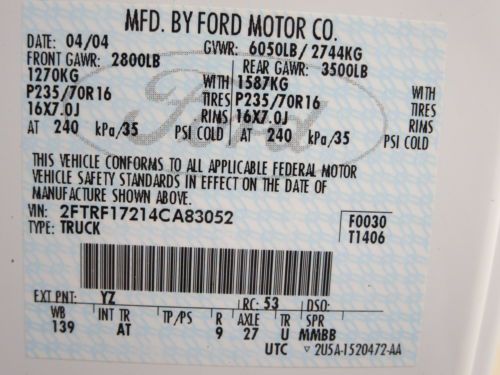 MFD. BY FORD MOTOR CO.
DATE: 04/04 GVWR: 6050LB/ 2744KG
FRONT GAWR: 2800LB REAR GAWR: 3500LB
1270KG WITH 1587KG WITH
P235/70R16 TIRES P235/70R16 TIRES
16X7.0J RIMS 16X7.0J RIMS
AT 240 kPa/35 PSI COLD AT 240 kPa/35 PSI COLD
Ford
THIS VEHICLE CONFORMS TO ALL APPLICABLE FEDERAL MOTOR
VEHICLE SAFETY STANDARDS IN EFFECT ON THE DATE OF
MANUFACTURE SHOWN ABOVE.
VIN: 2FTRF17214CA83052 F0030
TYPE: TRUCK T1406
EXT PNT: YZ RC: 53 DSO:
WB INT TR TP/PS R AXLE TR SPR
139 AT 9 27 U MMBB
UTC ▽ 2U5A-1520472-AA